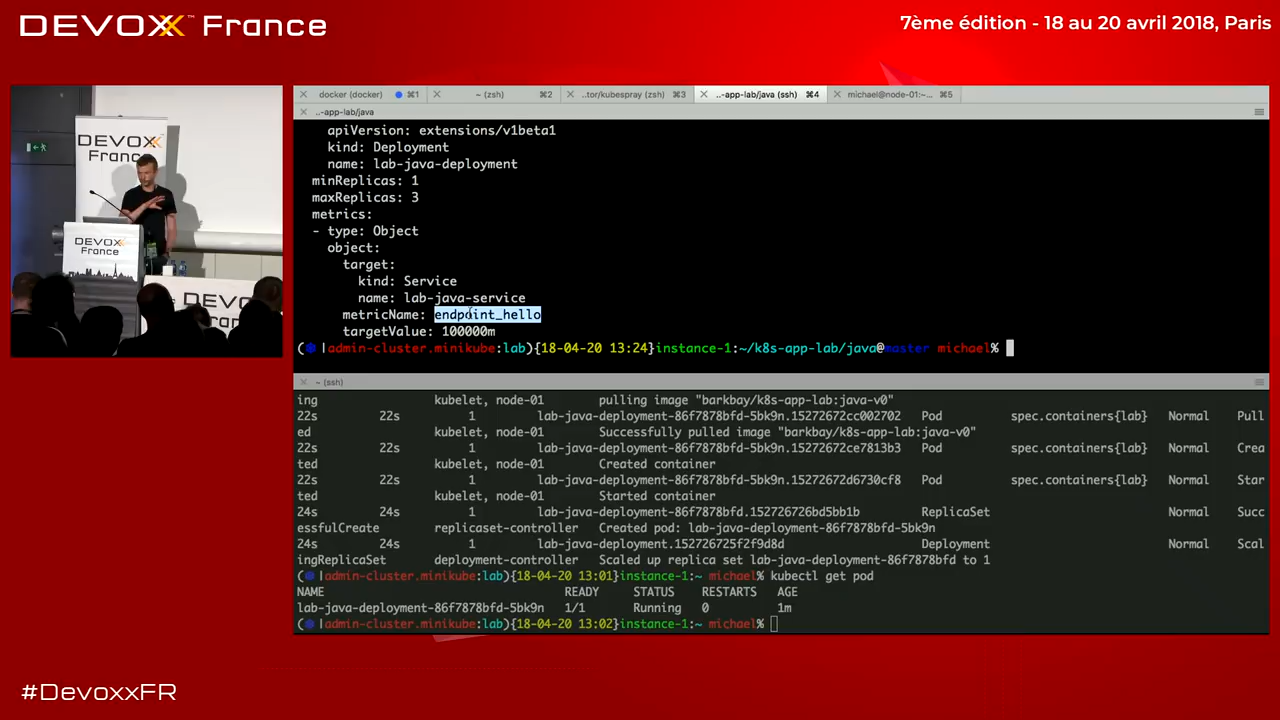 DEVOXX™ France
7ème édition - 18 au 20 avril 2018, Paris
DEVOXX
France
DEVOXX
France
DEVOXX
France
docker (docker) ⌘1
~ (zsh) ⌘2
..tor/kubespray (zsh) ⌘3
..-app-lab/java (ssh) ⌘4
michael@node-01:~... ⌘5
..-app-lab/java
apiVersion: extensions/v1beta1
kind: Deployment
name: lab-java-deployment
minReplicas: 1
maxReplicas: 3
metrics:
- type: Object
object:
target:
kind: Service
name: lab-java-service
metricName: endpoint_hello
targetValue: 100000m
(⎈ |admin-cluster.minikube:lab){18-04-20 13:24}instance-1:~/k8s-app-lab/java@master michael%
~ (ssh)
ing kubelet, node-01 pulling image "barkbay/k8s-app-lab:java-v0"
22s 22s 1 lab-java-deployment-86f7878bfd-5bk9n.15272672cc002702 Pod spec.containers{lab} Normal Pull
ed kubelet, node-01 Successfully pulled image "barkbay/k8s-app-lab:java-v0"
22s 22s 1 lab-java-deployment-86f7878bfd-5bk9n.15272672ce7813b3 Pod spec.containers{lab} Normal Crea
ted kubelet, node-01 Created container
22s 22s 1 lab-java-deployment-86f7878bfd-5bk9n.15272672d6730cf8 Pod spec.containers{lab} Normal Star
ted kubelet, node-01 Started container
24s 24s 1 lab-java-deployment-86f7878bfd.152726726bd5bb1b ReplicaSet Normal Succ
essfulCreate replicaset-controller Created pod: lab-java-deployment-86f7878bfd-5bk9n
24s 24s 1 lab-java-deployment.152726725f2f9d8d Deployment Normal Scal
ingReplicaSet deployment-controller Scaled up replica set lab-java-deployment-86f7878bfd to 1
(⎈ |admin-cluster.minikube:lab){18-04-20 13:01}instance-1:~ michael% kubectl get pod
NAME READY STATUS RESTARTS AGE
lab-java-deployment-86f7878bfd-5bk9n 1/1 Running 0 1m
(⎈ |admin-cluster.minikube:lab){18-04-20 13:02}instance-1:~ michael%
#DevoxxFR